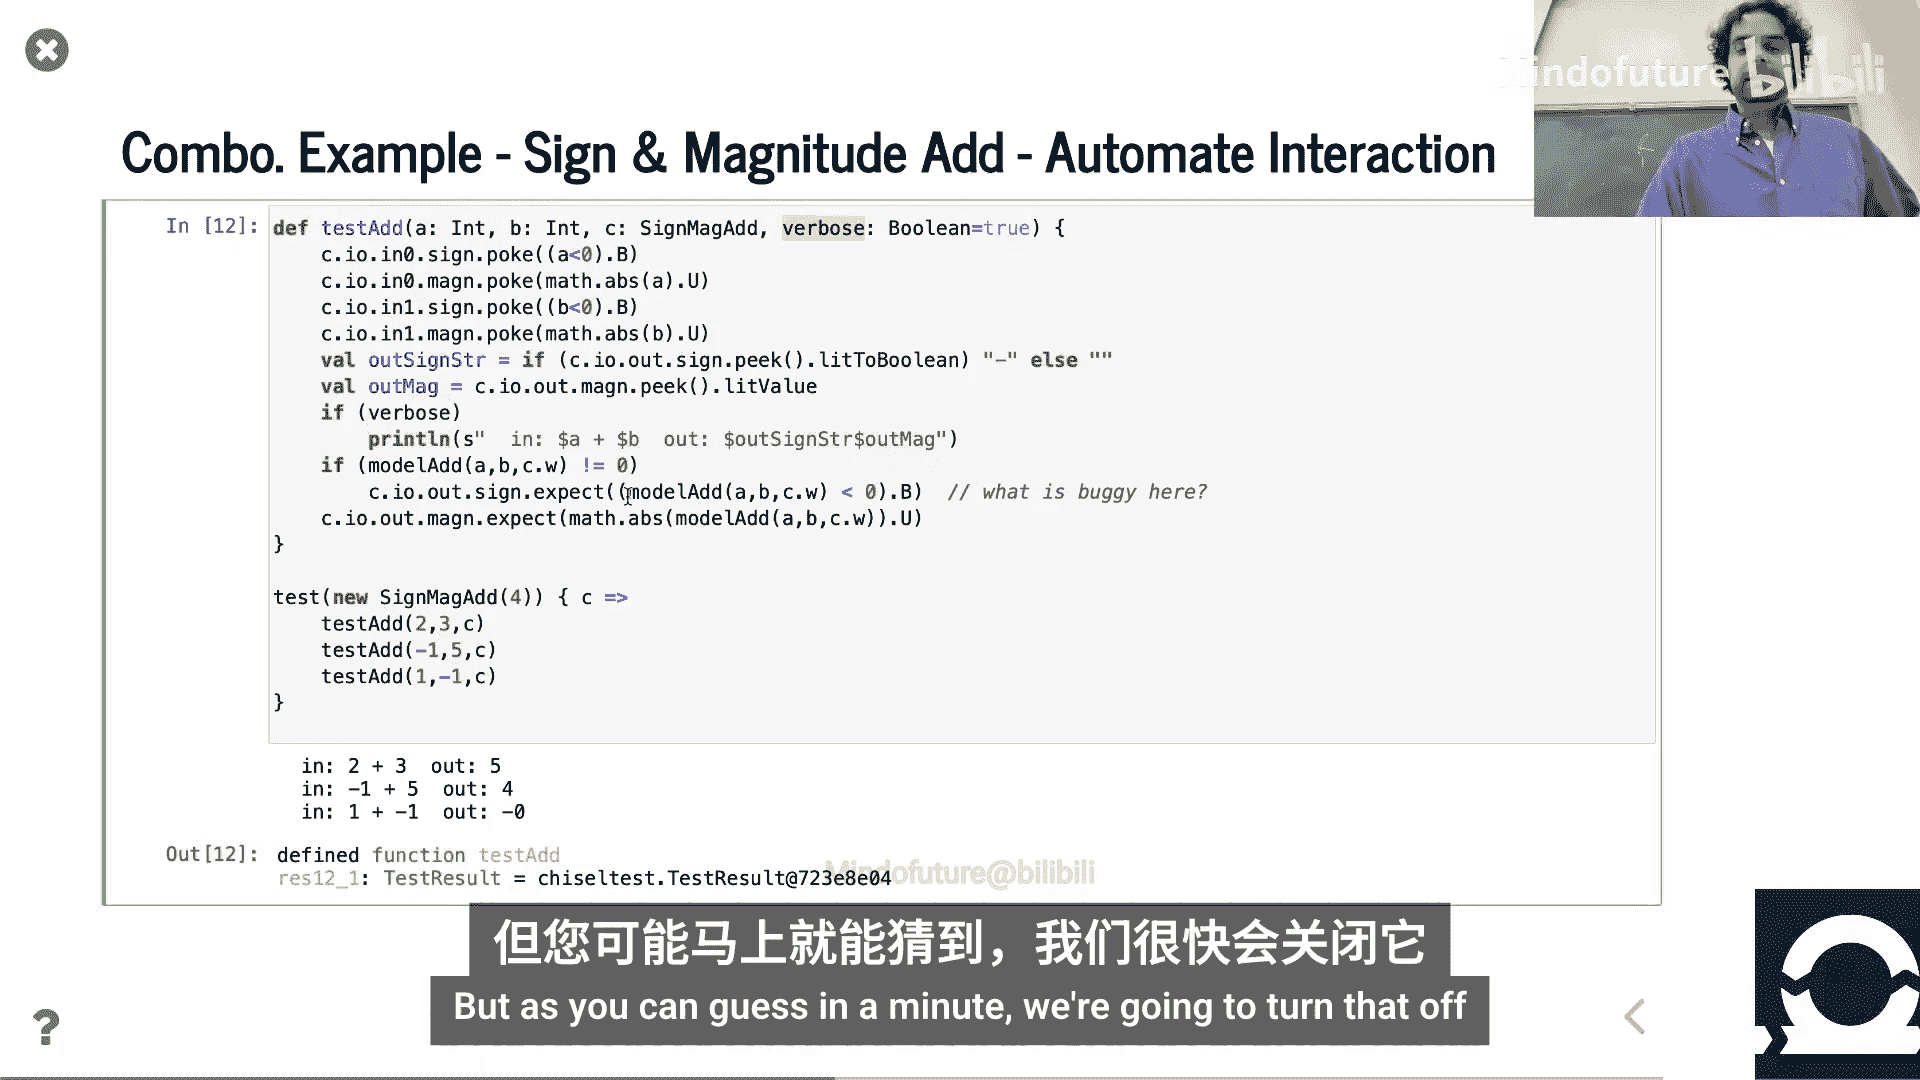 Mindofuture bilibili
Combo. Example - Sign & Magnitude Add - Automate Interaction
In [12]: def testAdd(a: Int, b: Int, c: SignMagAdd, verbose: Boolean=true) {
c.io.in0.sign.poke((a<0).B)
c.io.in0.magn.poke(math.abs(a).U)
c.io.in1.sign.poke((b<0).B)
c.io.in1.magn.poke(math.abs(b).U)
val outSignStr = if (c.io.out.sign.peek().litToBoolean) "-" else ""
val outMag = c.io.out.magn.peek().litValue
if (verbose)
println(s"  in: $a + $b  out: $outSignStr$outMag")
if (modelAdd(a,b,c.w) != 0)
c.io.out.sign.expect((modelAdd(a,b,c.w) < 0).B)  // what is buggy here?
c.io.out.magn.expect(math.abs(modelAdd(a,b,c.w)).U)
}
test(new SignMagAdd(4)) { c =>
testAdd(2,3,c)
testAdd(-1,5,c)
testAdd(1,-1,c)
}
in: 2 + 3  out: 5
in: -1 + 5  out: 4
in: 1 + -1  out: -0
Out[12]: defined function testAdd
res12_1: TestResult = chiseltest.TestResult@723e8e04
Mindofuture@bilibili
但您可能马上就能猜到，我们很快会关闭它
But as you can guess in a minute, we're going to turn that off
?